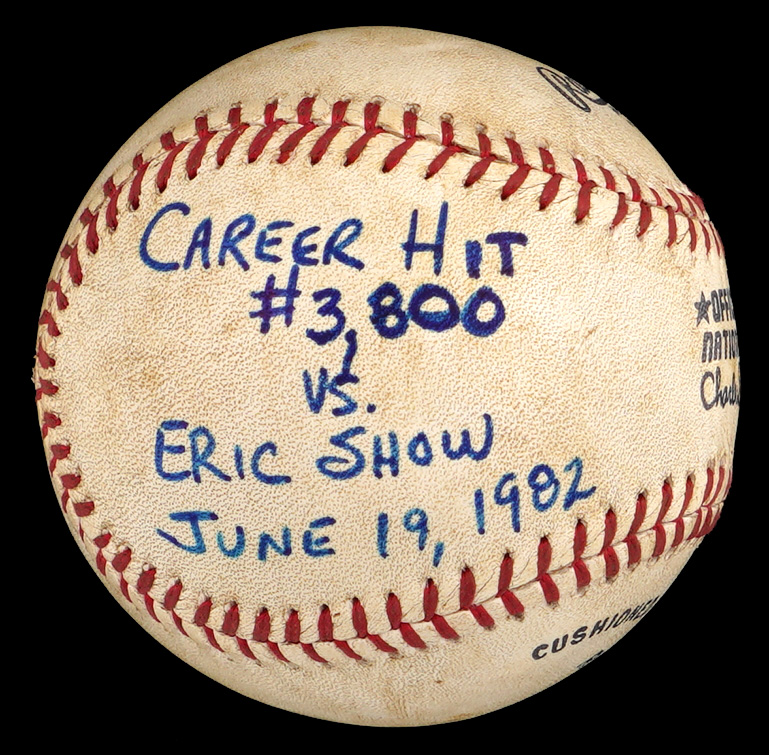 CAREER HIT
#3,800
VS.
ERIC SHOW
JUNE 19, 1982
CUSHIONED